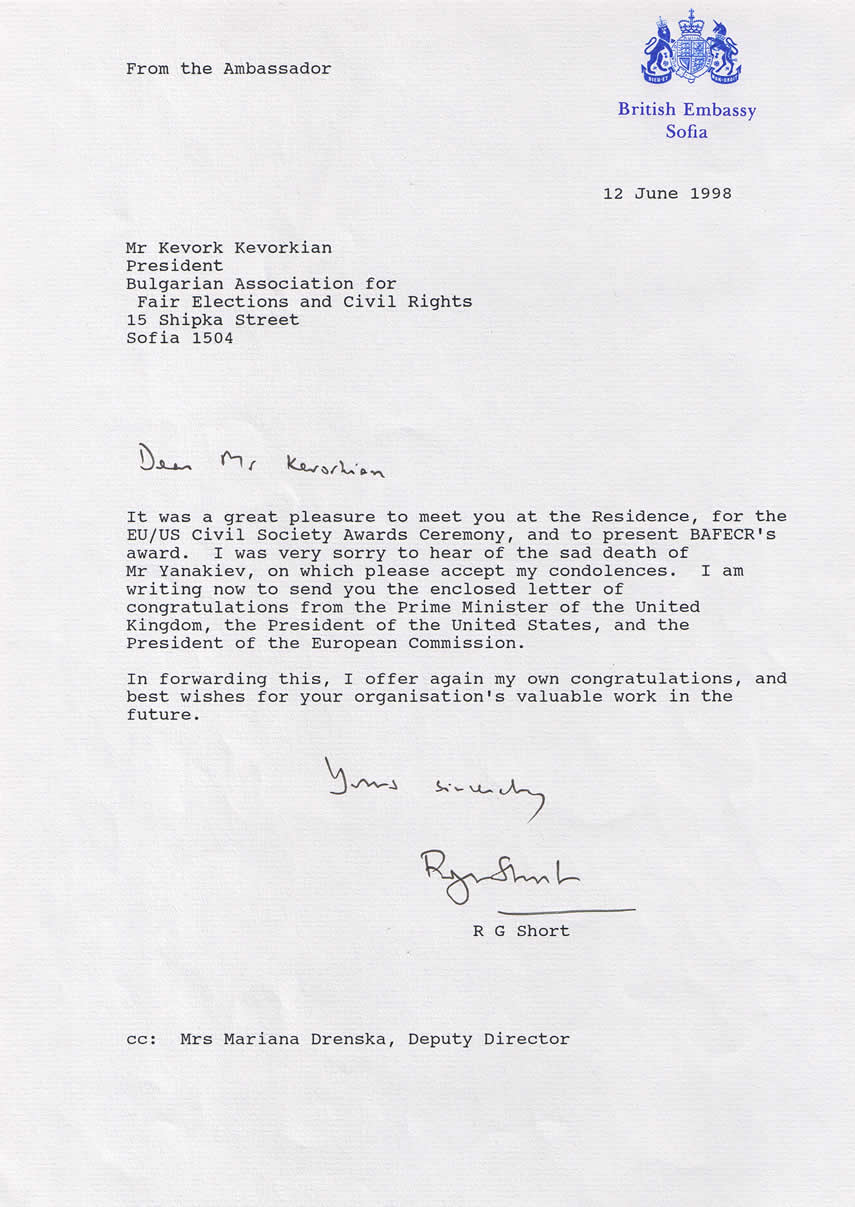 From the Ambassador
British Embassy
Sofia
12 June 1998
Mr Kevork Kevorkian
President
Bulgarian Association for
Fair Elections and Civil Rights
15 Shipka Street
Sofia 1504
Dear Mr Kevorkian
It was a great pleasure to meet you at the Residence, for the
EU/US Civil Society Awards Ceremony, and to present BAFECR's
award. I was very sorry to hear of the sad death of
Mr Yanakiev, on which please accept my condolences. I am
writing now to send you the enclosed letter of
congratulations from the Prime Minister of the United
Kingdom, the President of the United States, and the
President of the European Commission.
In forwarding this, I offer again my own congratulations, and
best wishes for your organisation's valuable work in the
future.
Yours sincerely
Roger Short
R G Short
cc: Mrs Mariana Drenska, Deputy Director